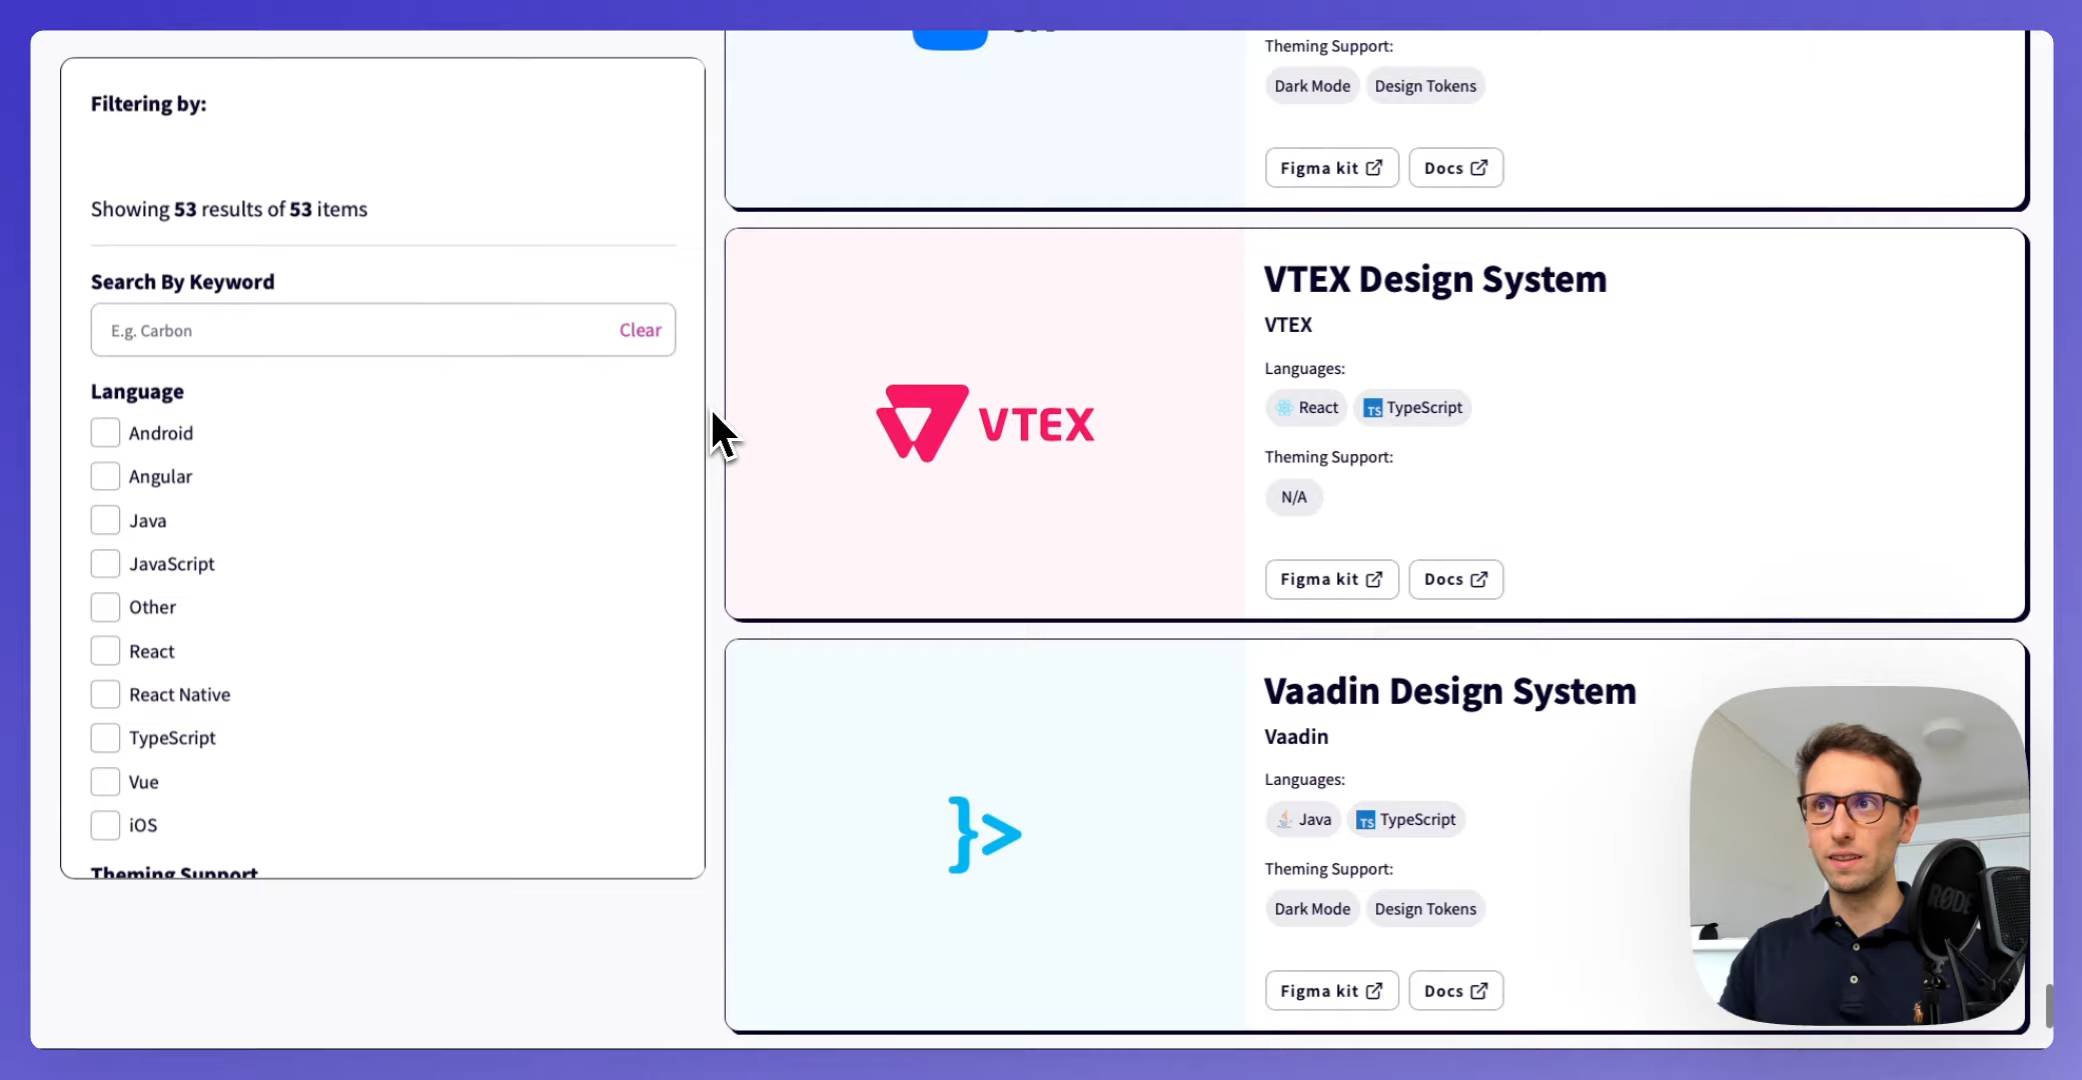 Filtering by:
Showing 53 results of 53 items
Search By Keyword
E.g. Carbon
Clear
Language
Android
Angular
Java
JavaScript
Other
React
React Native
TypeScript
Vue
iOS
Theming Support
Theming Support:
Dark Mode
Design Tokens
Figma kit
Docs
VTEX
VTEX Design System
VTEX
Languages:
React
TS TypeScript
Theming Support:
N/A
Figma kit
Docs
Vaadin Design System
Vaadin
Languages:
Java
TS TypeScript
Theming Support:
Dark Mode
Design Tokens
Figma kit
Docs
RØDE